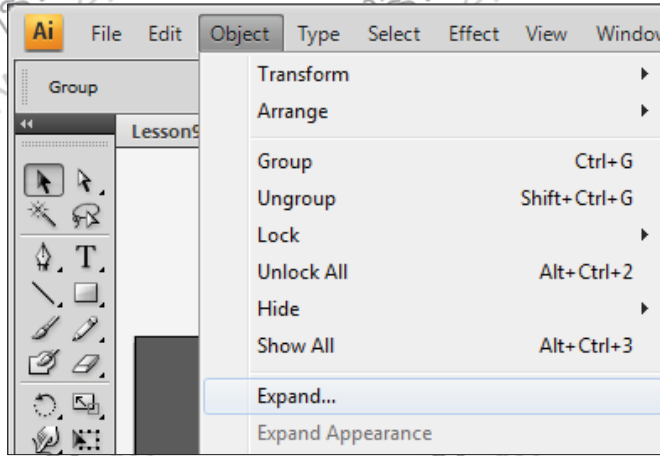 Ai File Edit Object Type Select Effect View Window
Group
Lesson9
Transform
Arrange
Group Ctrl+G
Ungroup Shift+Ctrl+G
Lock
Unlock All Alt+Ctrl+2
Hide
Show All Alt+Ctrl+3
Expand...
Expand Appearance
T